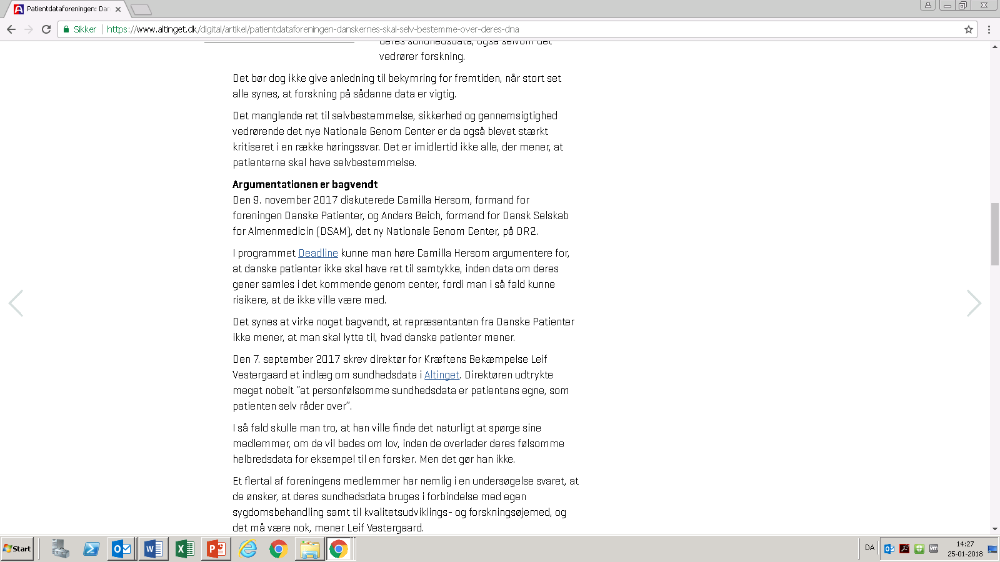 Patientdataforeningen: Dan
Sikker
https://www.altinget.dk/digital/artikel/patientdataforeningen-danskernes-skal-selv-bestemme-over-deres-dna
deres sundhedsdata, også selvom det
vedrører forskning.
Det bør dog ikke give anledning til bekymring for fremtiden, når stort set
alle synes, at forskning på sådanne data er vigtig.
Det manglende ret til selvbestemmelse, sikkerhed og gennemsigtighed
vedrørende det nye Nationale Genom Center er da også blevet stærkt
kritiseret i en række høringssvar. Det er imidlertid ikke alle, der mener, at
patienterne skal have selvbestemmelse.
Argumentationen er bagvendt
Den 9. november 2017 diskuterede Camilla Hersom, formand for
foreningen Danske Patienter, og Anders Beich, formand for Dansk Selskab
for Almenmedicin (DSAM), det ny Nationale Genom Center, på DR2.
I programmet Deadline kunne man høre Camilla Hersom argumentere for,
at danske patienter ikke skal have ret til samtykke, inden data om deres
gener samles i det kommende genom center, fordi man i så fald kunne
risikere, at de ikke ville være med.
Det synes at virke noget bagvendt, at repræsentanten fra Danske Patienter
ikke mener, at man skal lytte til, hvad danske patienter mener.
Den 7. september 2017 skrev direktør for Kræftens Bekæmpelse Leif
Vestergaard et indlæg om sundhedsdata i Altinget. Direktøren udtrykte
meget nobelt “at personfølsomme sundhedsdata er patientens egne, som
patienten selv råder over”.
I så fald skulle man tro, at han ville finde det naturligt at spørge sine
medlemmer, om de vil bedes om lov, inden de overlader deres følsomme
helbredsdata for eksempel til en forsker. Men det gør han ikke.
Et flertal af foreningens medlemmer har nemlig i en undersøgelse svaret, at
de ønsker, at deres sundhedsdata bruges i forbindelse med egen
sygdomsbehandling samt til kvalitetsudviklings- og forskningsøjemed, og
det må være nok, mener Leif Vestergaard.
Start
DA
14:27
25-01-2018